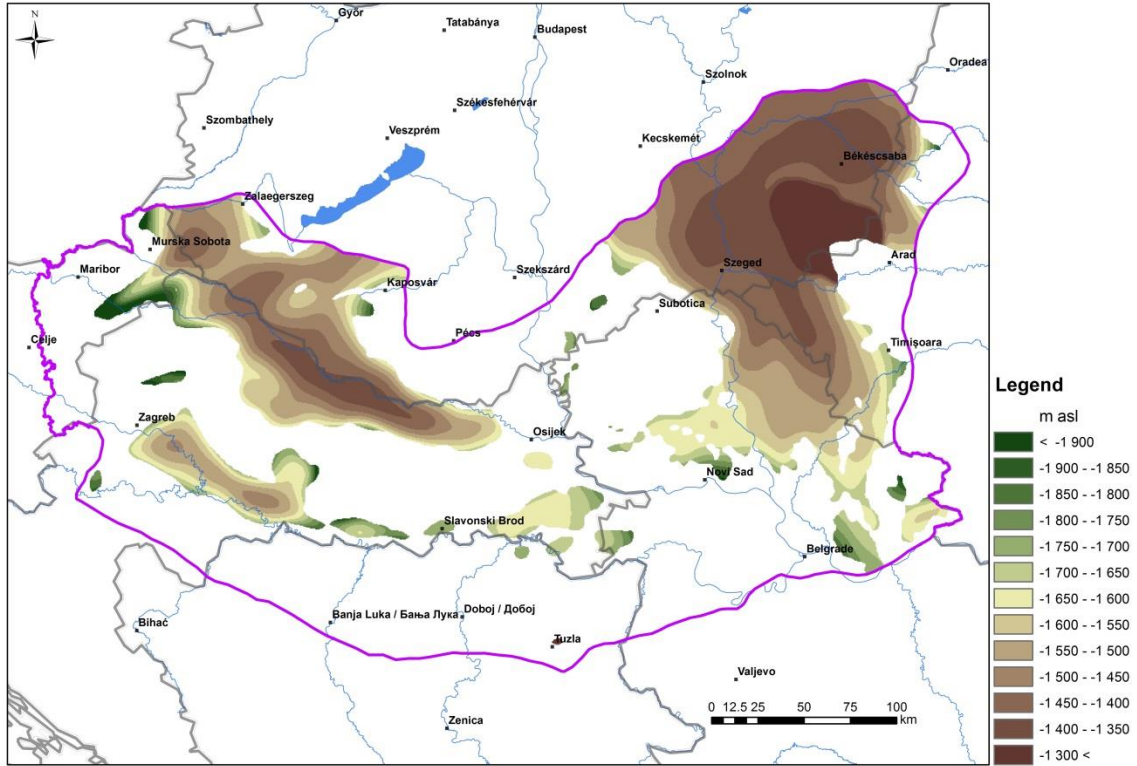 N
Győr
Tatabánya
Budapest
Oradea
Szolnok
Székesfehérvár
Szombathely
Veszprém
Kecskemét
Békéscsaba
Zalaegerszeg
Murska Sobota
Maribor
Kaposvár
Szekszárd
Szeged
Arad
Subotica
Celje
Pécs
Timişoara
Zagreb
Osijek
Novi Sad
Slavonski Brod
Belgrade
Bihać
Banja Luka / Бања Лука
Doboj / Добој
Tuzla
Valjevo
Zenica
0 12.5 25 50 75 100
km
Legend
m asl
< -1 900
-1 900 - -1 850
-1 850 - -1 800
-1 800 - -1 750
-1 750 - -1 700
-1 700 - -1 650
-1 650 - -1 600
-1 600 - -1 550
-1 550 - -1 500
-1 500 - -1 450
-1 450 - -1 400
-1 400 - -1 350
-1 300 <